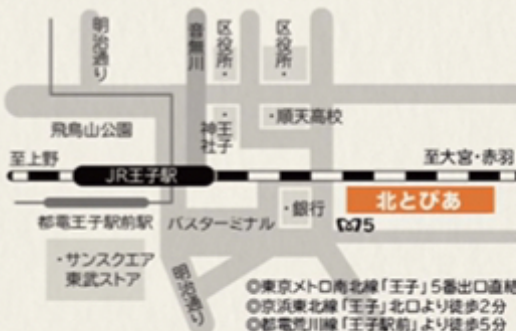 明治通り
音無川
区役所・
区役所・
飛鳥山公園
・
王子
神社
・順天高校
至上野
JR王子駅
至大宮・赤羽
北とぴあ
都電王子駅前駅
バスターミナル
・銀行
5
・サンスクエア
東武ストア
明治通り
◎東京メトロ南北線「王子」5番出口直結
◎京浜東北線「王子」北口より徒歩2分
◎都電荒川線「王子駅前」より徒歩5分